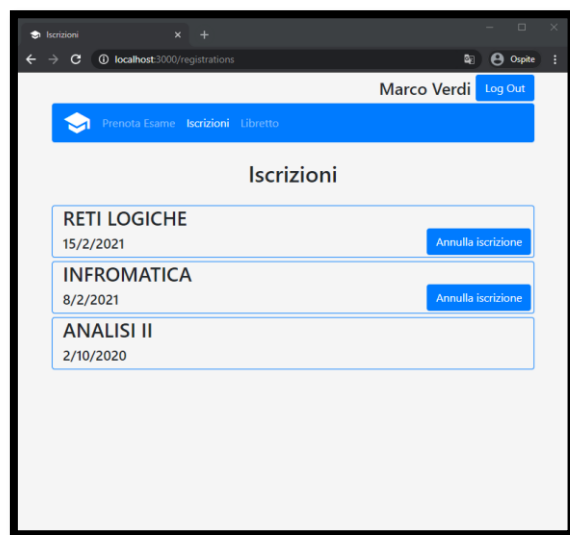 Iscrizioni
localhost:3000/registrations
Ospite
Marco Verdi Log Out
Prenota Esame Iscrizioni Libretto
Iscrizioni
RETI LOGICHE
15/2/2021 Annulla iscrizione
INFROMATICA
8/2/2021 Annulla iscrizione
ANALISI II
2/10/2020